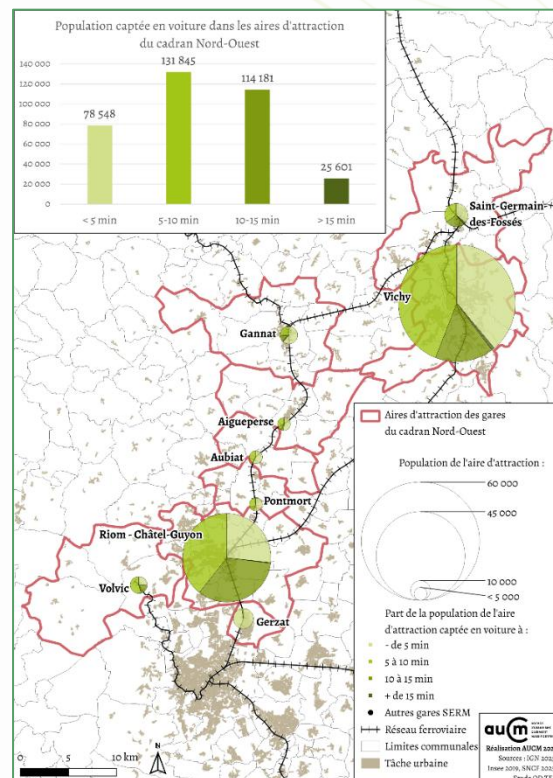 Population captée en voiture dans les aires d'attraction
du cadran Nord-Ouest
140 000
120 000
100 000
80 000
60 000
40 000
20 000
0
78 548
131 845
114 181
25 601
< 5 min
5-10 min
10-15 min
> 15 min
Saint-Germain-
des-Fossés
Vichy
Gannat
Aigueperse
Aubiat
Pontmort
Riom - Châtel-Guyon
Volvic
Gerzat
Aires d'attraction des gares
du cadran Nord-Ouest
Population de l'aire d'attraction :
60 000
45 000
10 000
< 5 000
Part de la population de l'aire
d'attraction captée en voiture à :
- de 5 min
5 à 10 min
10 à 15 min
+ de 15 min
Autres gares SERM
Réseau ferroviaire
Limites communales
Tâche urbaine
0 5 10 km
N
aucm
Réalisation AUCM
Sources : IGN
Insee 2019, SNCF